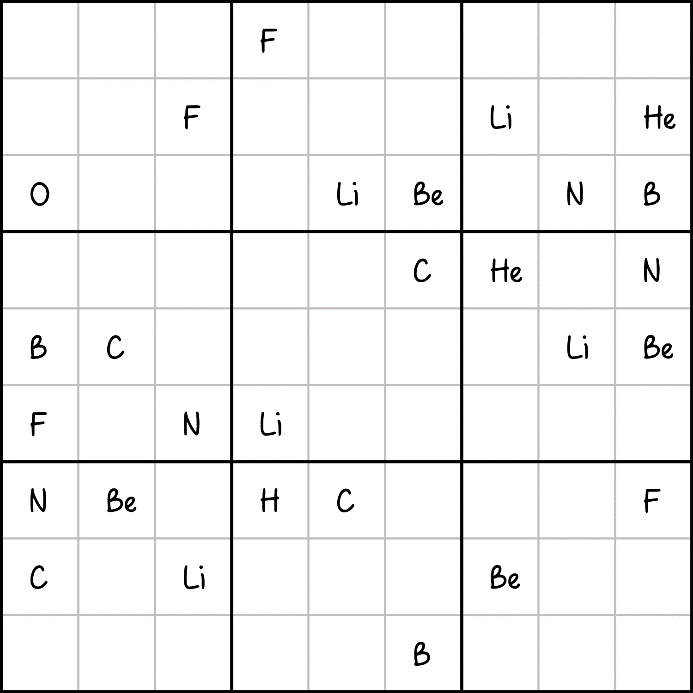 F
F Li He
O Li Be N B
C He N
B C Li Be
F N Li
N Be H C F
C Li Be
B